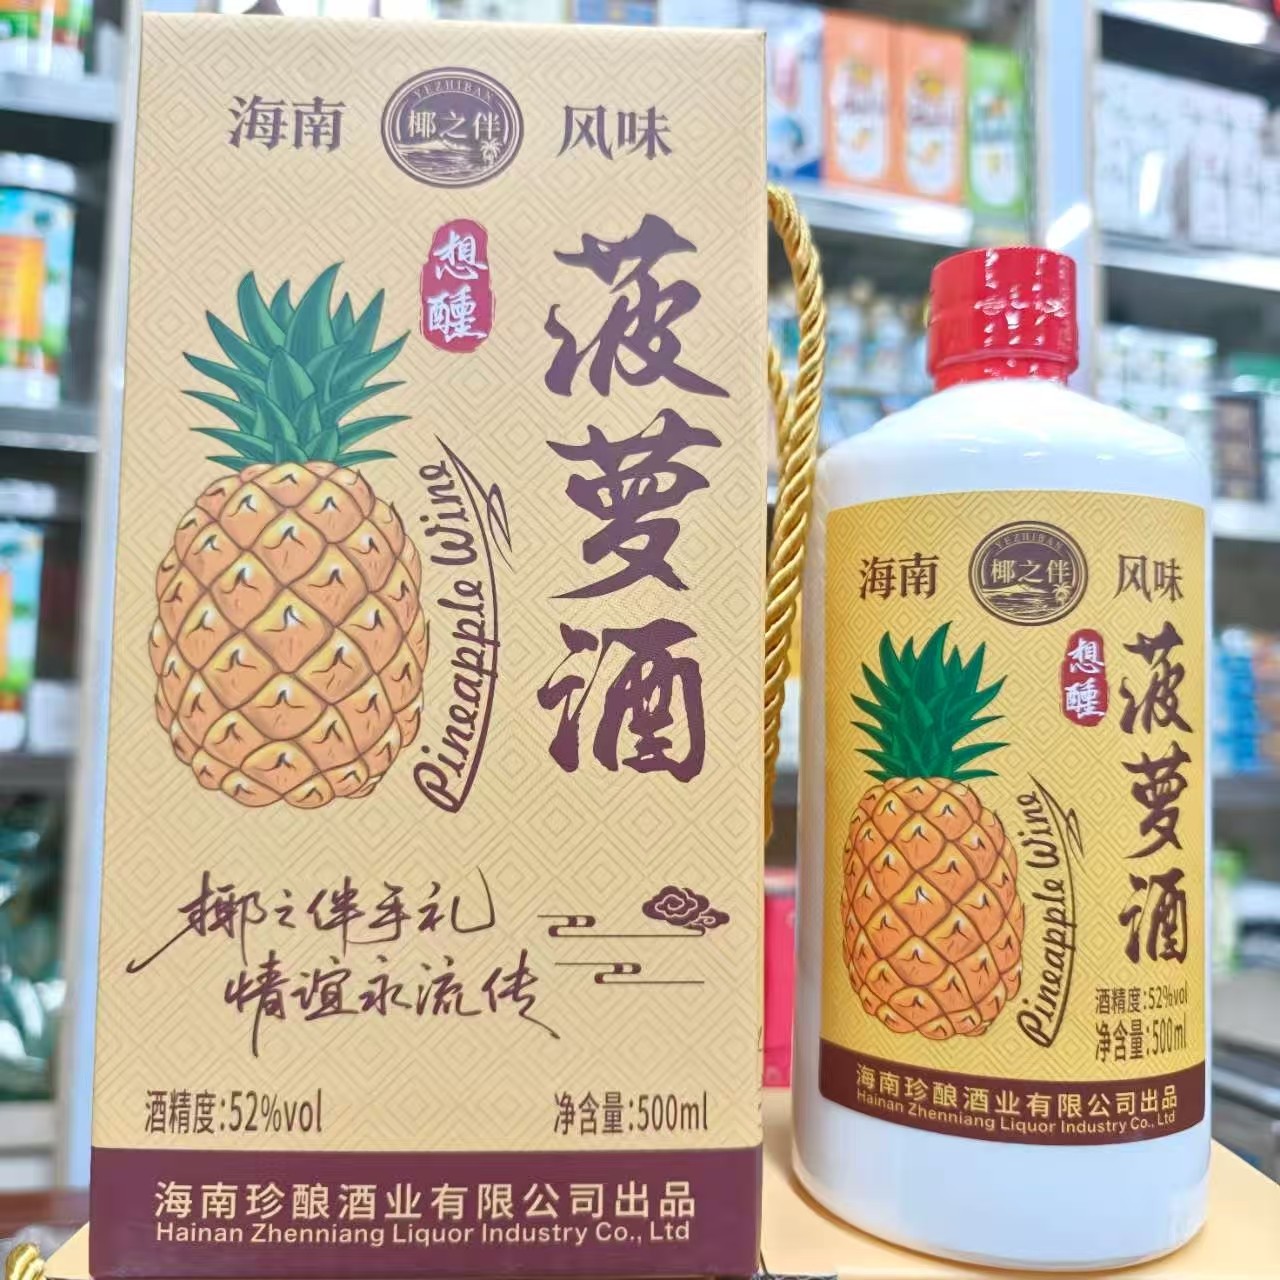 海南
YEZHIBAN
椰之伴
风味
想醺
菠萝酒
Pineapple Wine
椰之伴手礼
情谊永流传
酒精度:52%vol
净含量:500ml
海南珍酿酒业有限公司出品
Hainan Zhenniang Liquor Industry Co., Ltd
海南
YEZHIBAN
椰之伴
风味
想醺
菠萝酒
Pineapple Wine
酒精度:52%vol
净含量:500ml
海南珍酿酒业有限公司出品
Hainan Zhenniang Liquor Industry Co., Ltd